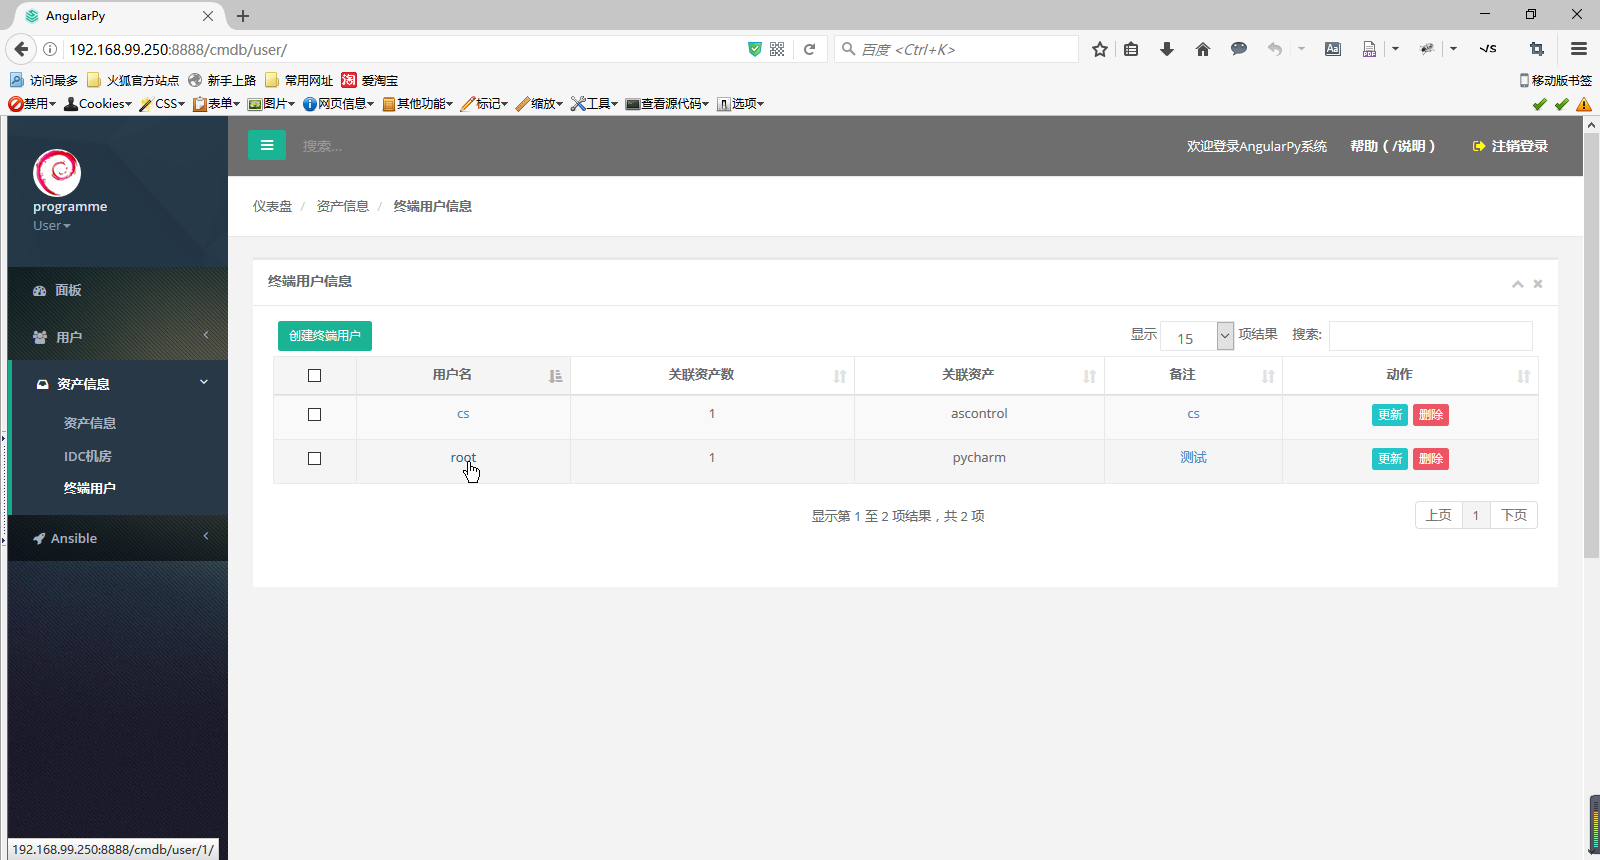 AngularPy
192.168.99.250:8888/cmdb/user/
百度 <Ctrl+K>
访问最多 火狐官方站点 新手上路 常用网址 淘 爱淘宝 移动版书签
禁用 Cookies CSS 表单 图片 网页信息 其他功能 标记 缩放 工具 查看源代码 选项
programme
User
搜索...
欢迎登录AngularPy系统 帮助（/说明） 注销登录
仪表盘 / 资产信息 / 终端用户信息
面板
用户
资产信息
资产信息
IDC机房
终端用户
Ansible
终端用户信息
创建终端用户
显示 15 项结果 搜索:
用户名 关联资产数 关联资产 备注 动作
cs 1 ascontrol cs 更新 删除
root 1 pycharm 测试 更新 删除
显示第 1 至 2 项结果，共 2 项
上页 1 下页
192.168.99.250:8888/cmdb/user/1/